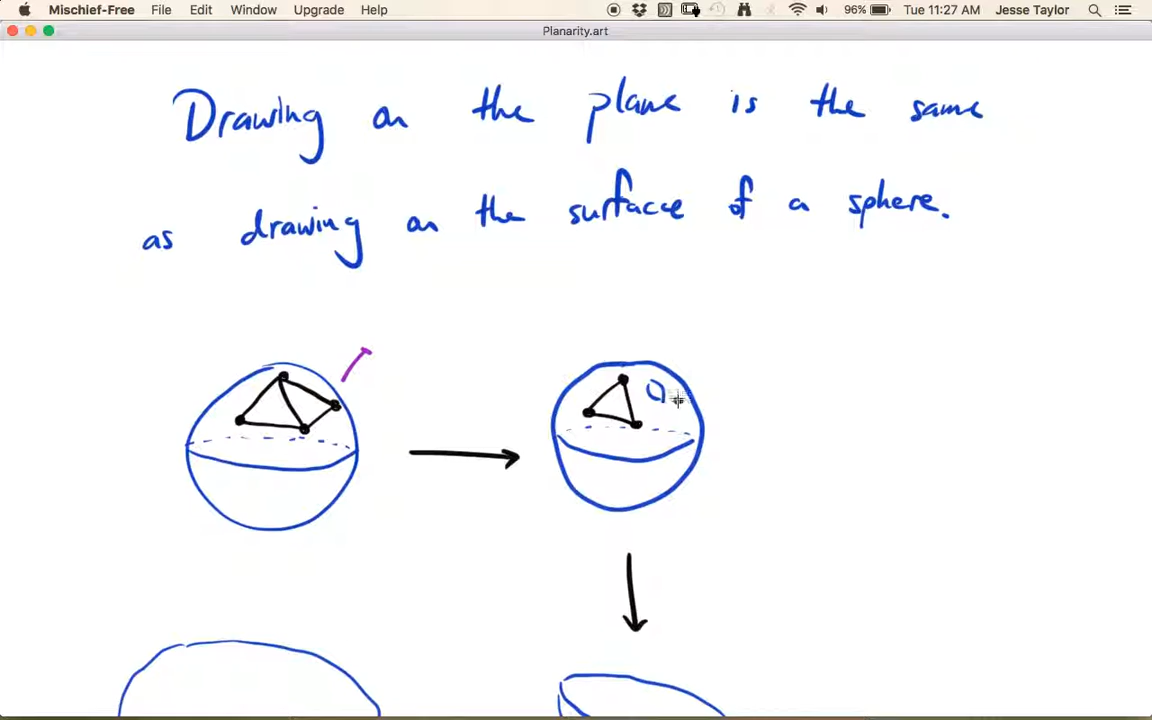 Mischief-Free File Edit Window Upgrade Help 96% Tue 11:27 AM Jesse Taylor
Planarity.art
Drawing on the plane is the same
as drawing on the surface of a sphere.